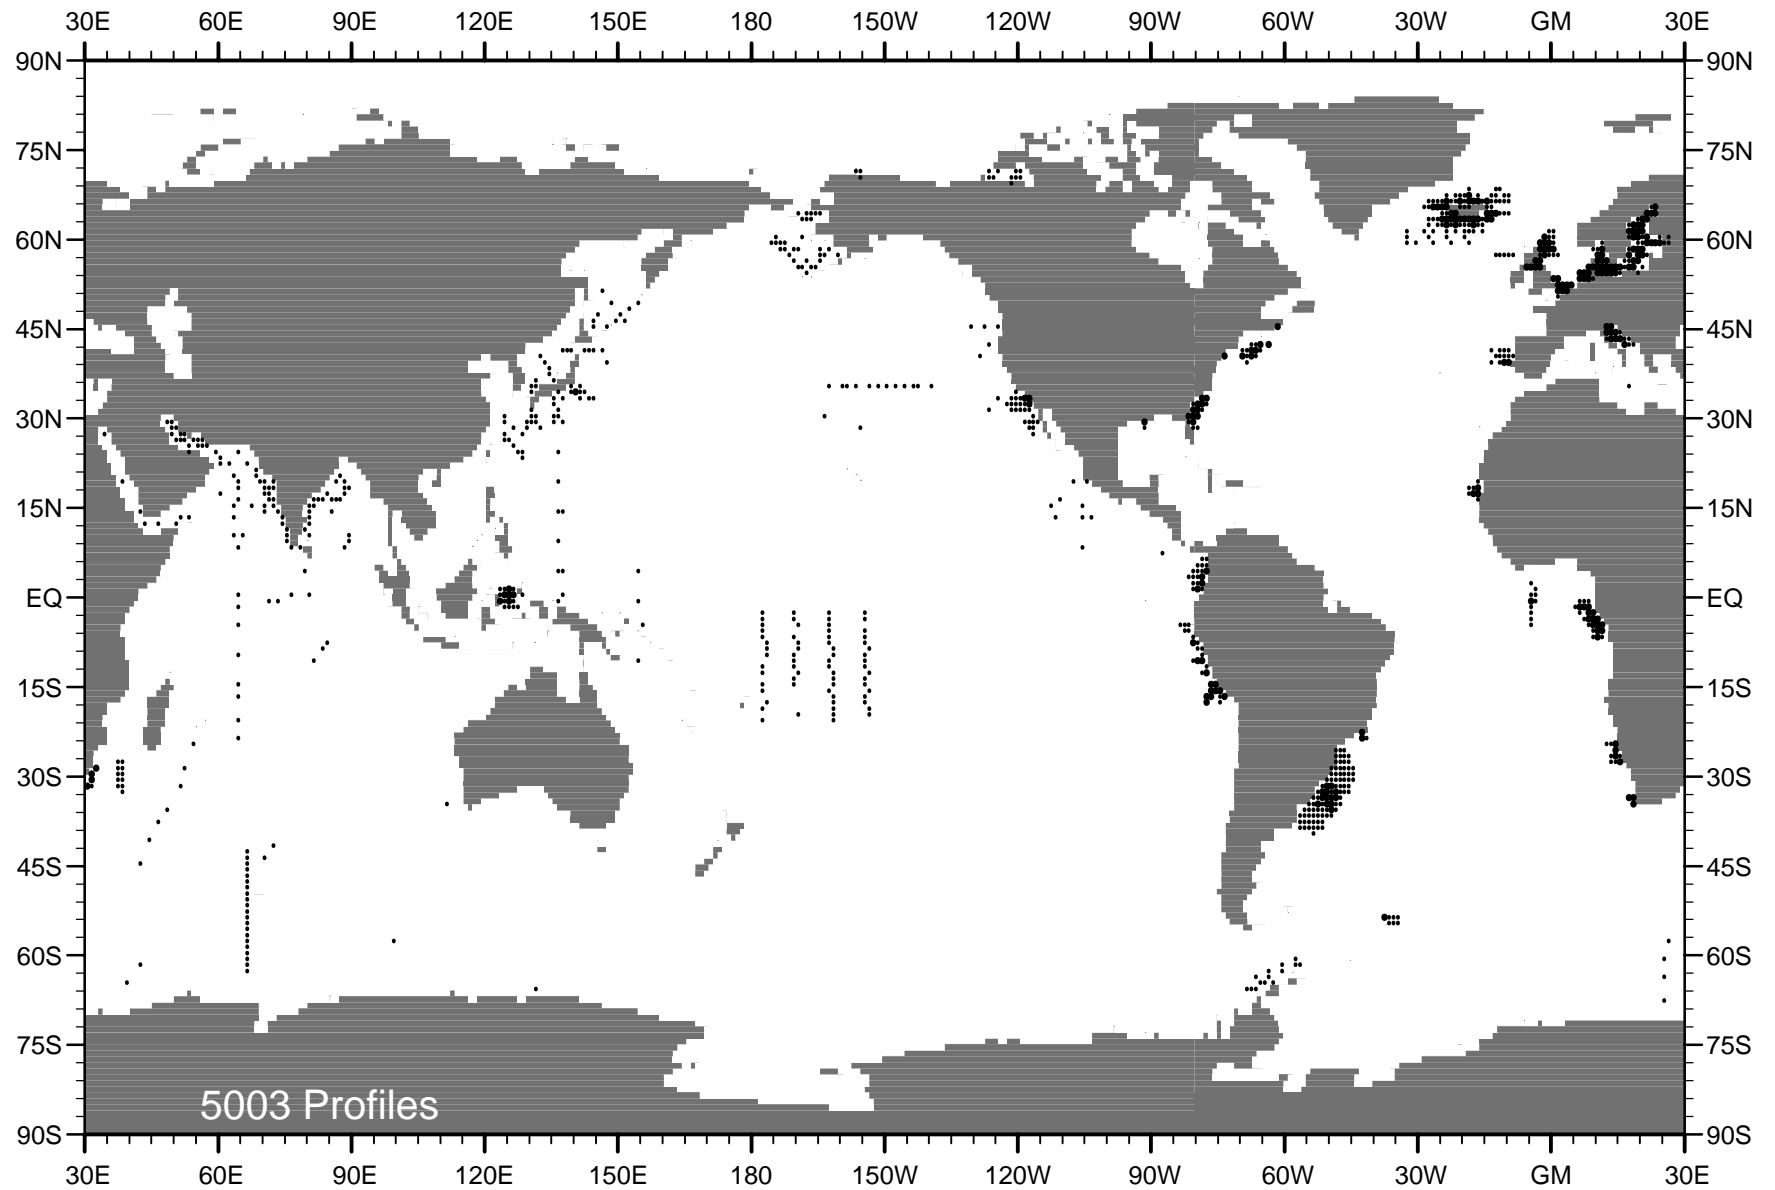 30E 60E 90E 120E 150E 180 150W 120W 90W 60W 30W GM 30E
90N 90N
75N 75N
60N 60N
45N 45N
30N 30N
15N 15N
EQ EQ
15S 15S
30S 30S
45S 45S
60S 60S
75S 75S
5003 Profiles
90S 90S
30E 60E 90E 120E 150E 180 150W 120W 90W 60W 30W GM 30E